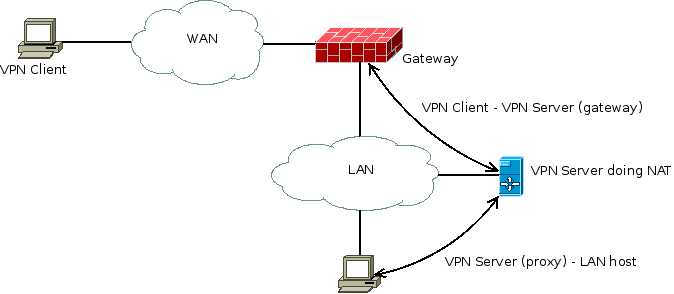 WAN
VPN Client
Gateway
VPN Client - VPN Server (gateway)
LAN
VPN Server doing NAT
VPN Server (proxy) - LAN host